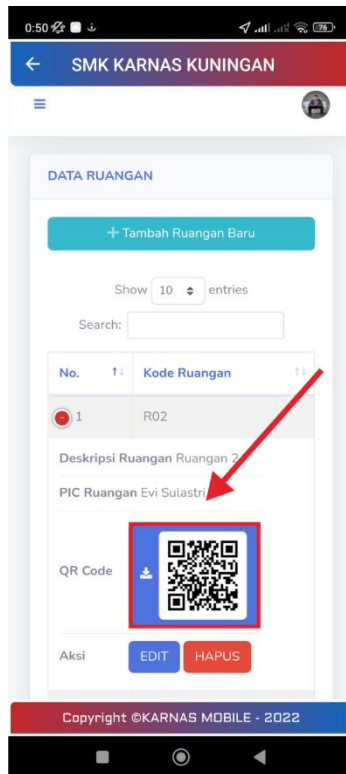 0:50
76
SMK KARNAS KUNINGAN
DATA RUANGAN
+ Tambah Ruangan Baru
Show 10 entries
Search:
No. Kode Ruangan
1 R02
Deskripsi Ruangan Ruangan 2
PIC Ruangan Evi Sulastri
QR Code
Aksi EDIT HAPUS
Copyright ©KARNAS MOBILE - 2022